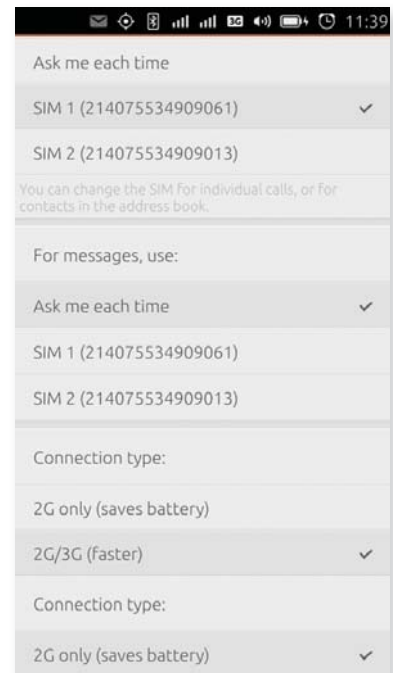 3G 11:39
Ask me each time
SIM 1 (214075534909061)
SIM 2 (214075534909013)
You can change the SIM for individual calls, or for
contacts in the address book.
For messages, use:
Ask me each time
SIM 1 (214075534909061)
SIM 2 (214075534909013)
Connection type:
2G only (saves battery)
2G/3G (faster)
Connection type:
2G only (saves battery)